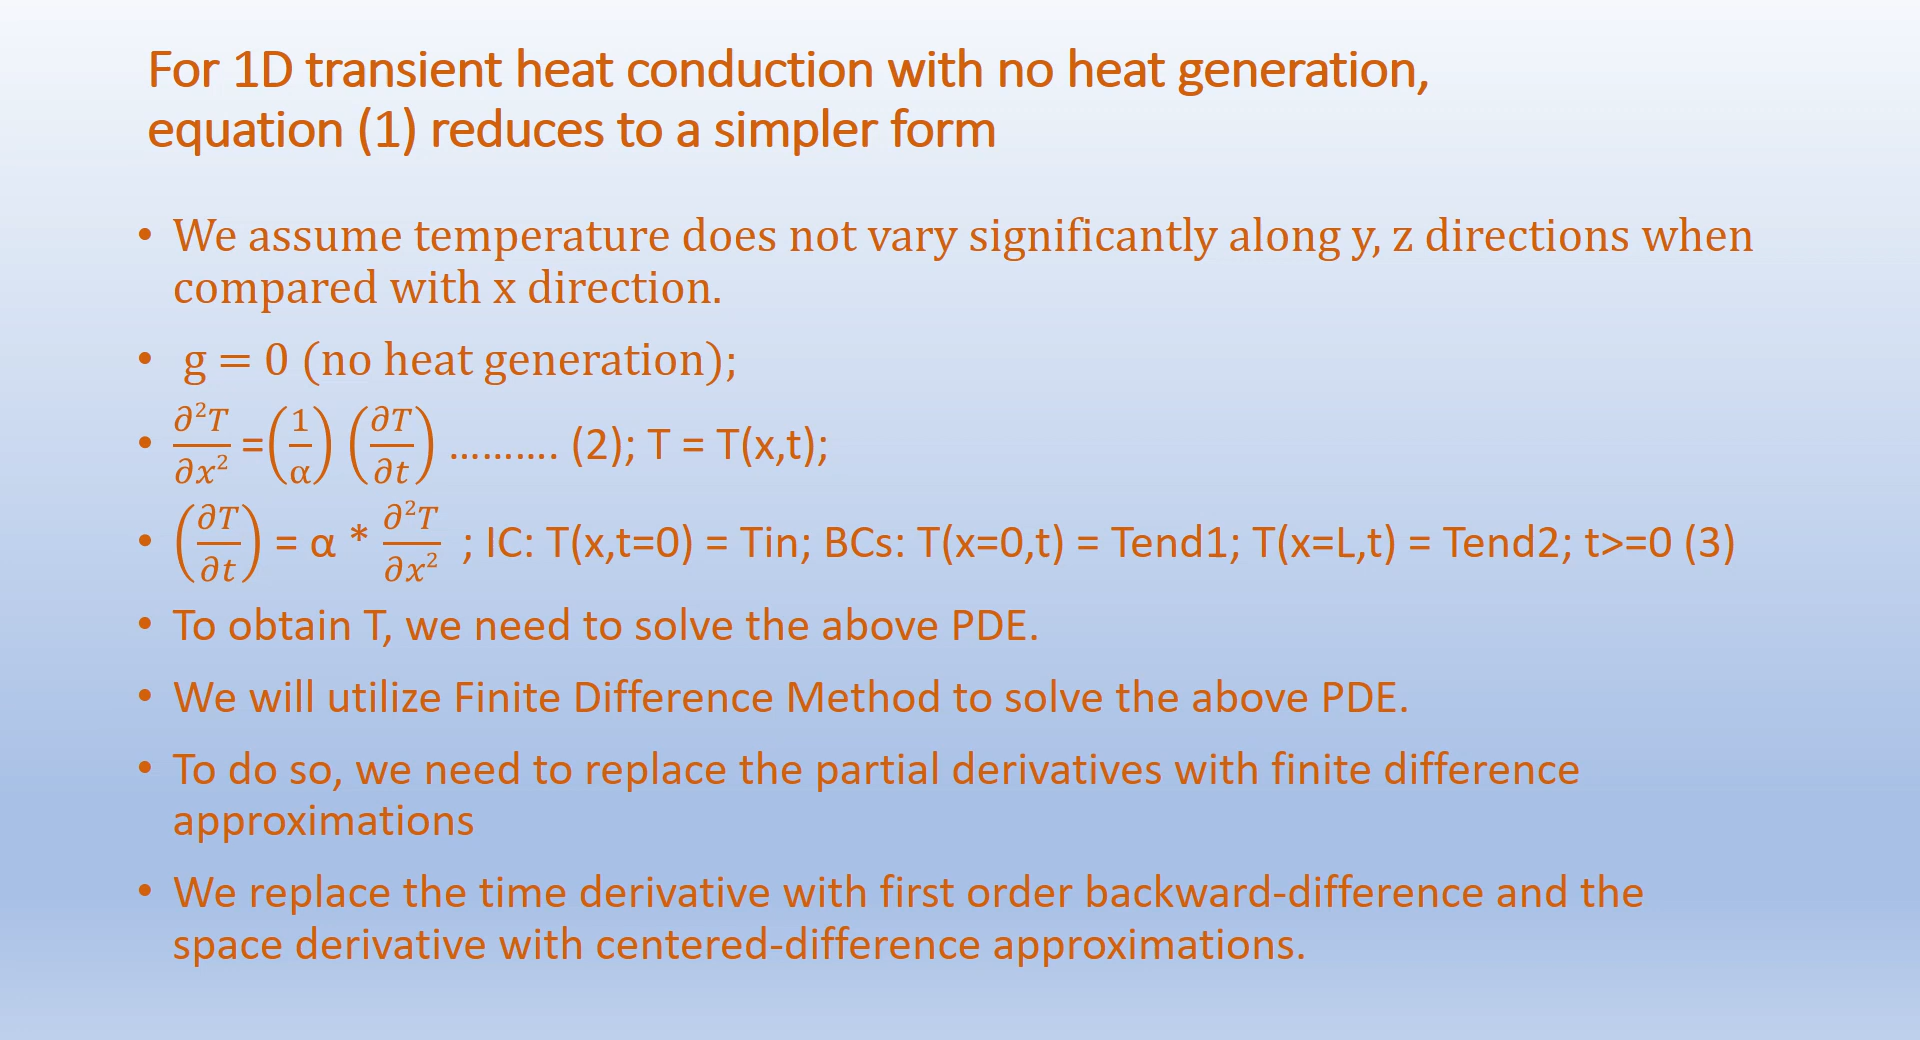 For 1D transient heat conduction with no heat generation,
equation (1) reduces to a simpler form
• We assume temperature does not vary significantly along y, z directions when
compared with x direction.
• g = 0 (no heat generation);
• ∂²T/∂x² =(1/α) (∂T/∂t) .......... (2); T = T(x,t);
• (∂T/∂t) = α * ∂²T/∂x² ; IC: T(x,t=0) = Tin; BCs: T(x=0,t) = Tend1; T(x=L,t) = Tend2; t>=0 (3)
• To obtain T, we need to solve the above PDE.
• We will utilize Finite Difference Method to solve the above PDE.
• To do so, we need to replace the partial derivatives with finite difference
approximations
• We replace the time derivative with first order backward-difference and the
space derivative with centered-difference approximations.